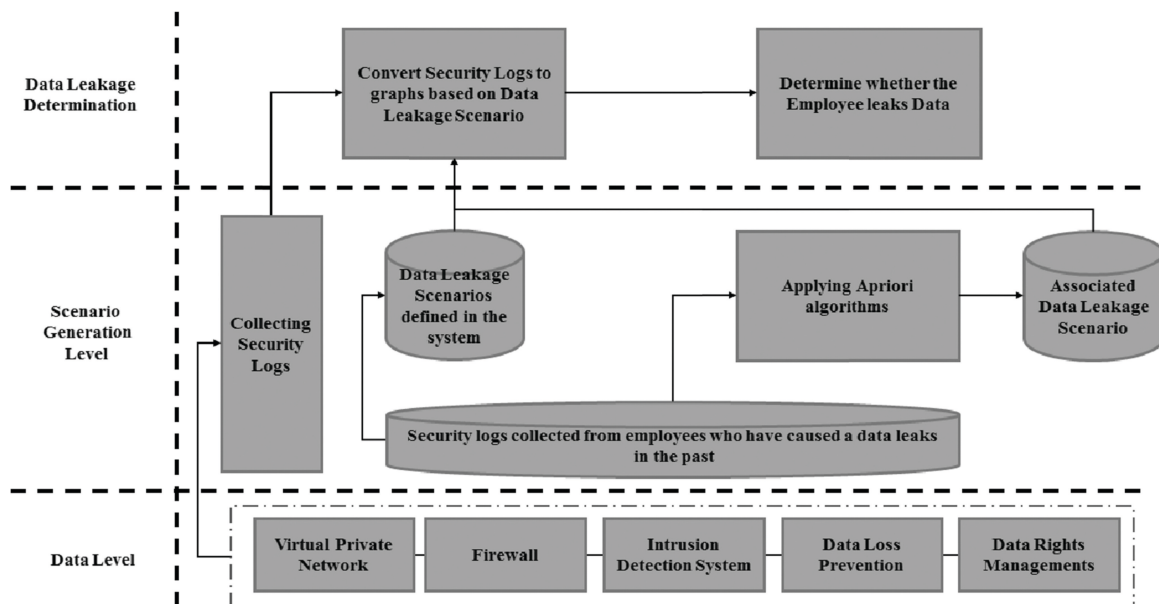 Data Leakage
Determination
Convert Security Logs to
graphs based on Data
Leakage Scenario
Determine whether the
Employee leaks Data
Scenario
Generation
Level
Collecting
Security
Logs
Data Leakage
Scenarios
defined in the
system
Applying Apriori
algorithms
Associated
Data Leakage
Scenario
Security logs collected from employees who have caused a data leaks
in the past
Data Level
Virtual Private
Network
Firewall
Intrusion
Detection System
Data Loss
Prevention
Data Rights
Managements